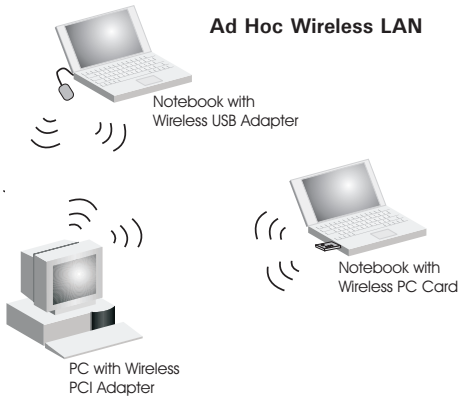 Ad Hoc Wireless LAN
Notebook with
Wireless USB Adapter
Notebook with
Wireless PC Card
PC with Wireless
PCI Adapter